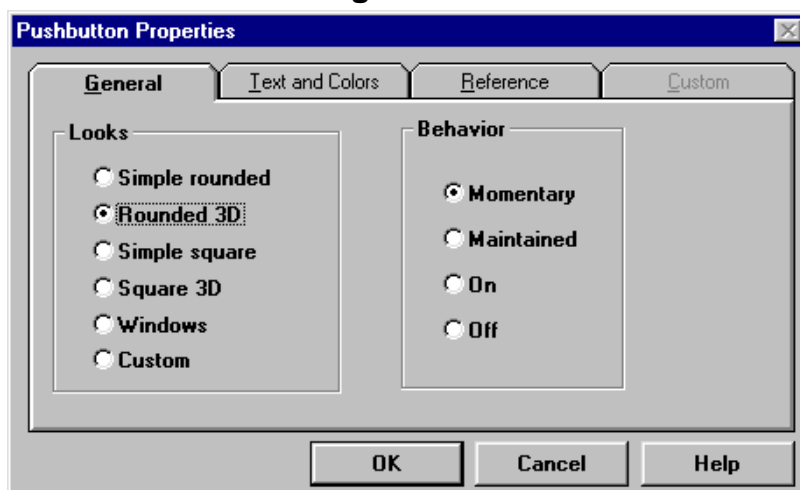 Pushbutton Properties
General Text and Colors Reference Custom
Looks
Simple rounded
Rounded 3D
Simple square
Square 3D
Windows
Custom
Behavior
Momentary
Maintained
On
Off
OK Cancel Help